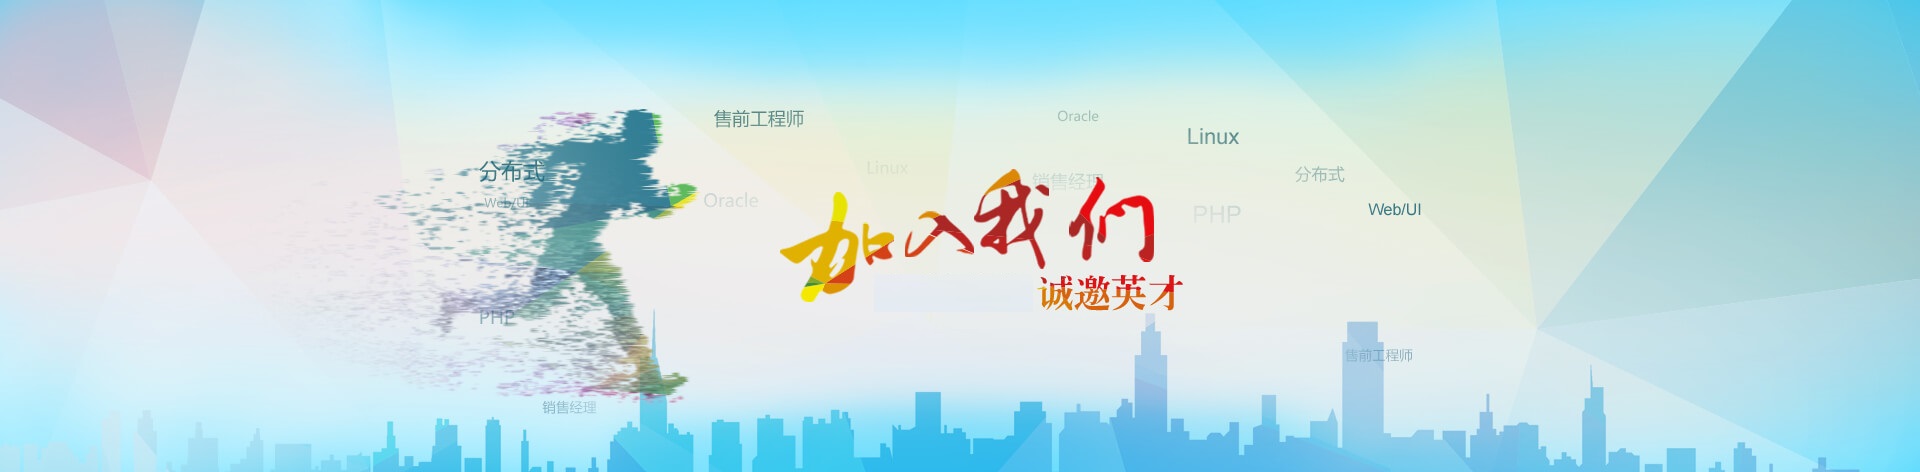 售前工程师
Oracle
Linux
分布式
Linux
分布式
销售经理
Web/UI
Oracle
PHP
Web/UI
加入我们
诚邀英才
PHP
售前工程师
销售经理